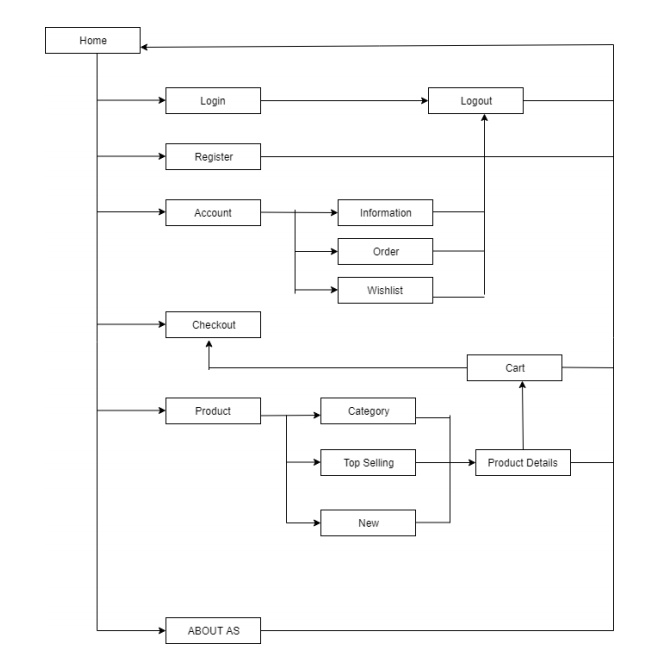 Home
Login
Logout
Register
Account
Information
Order
Wishlist
Checkout
Cart
Product
Category
Top Selling
Product Details
New
ABOUT AS